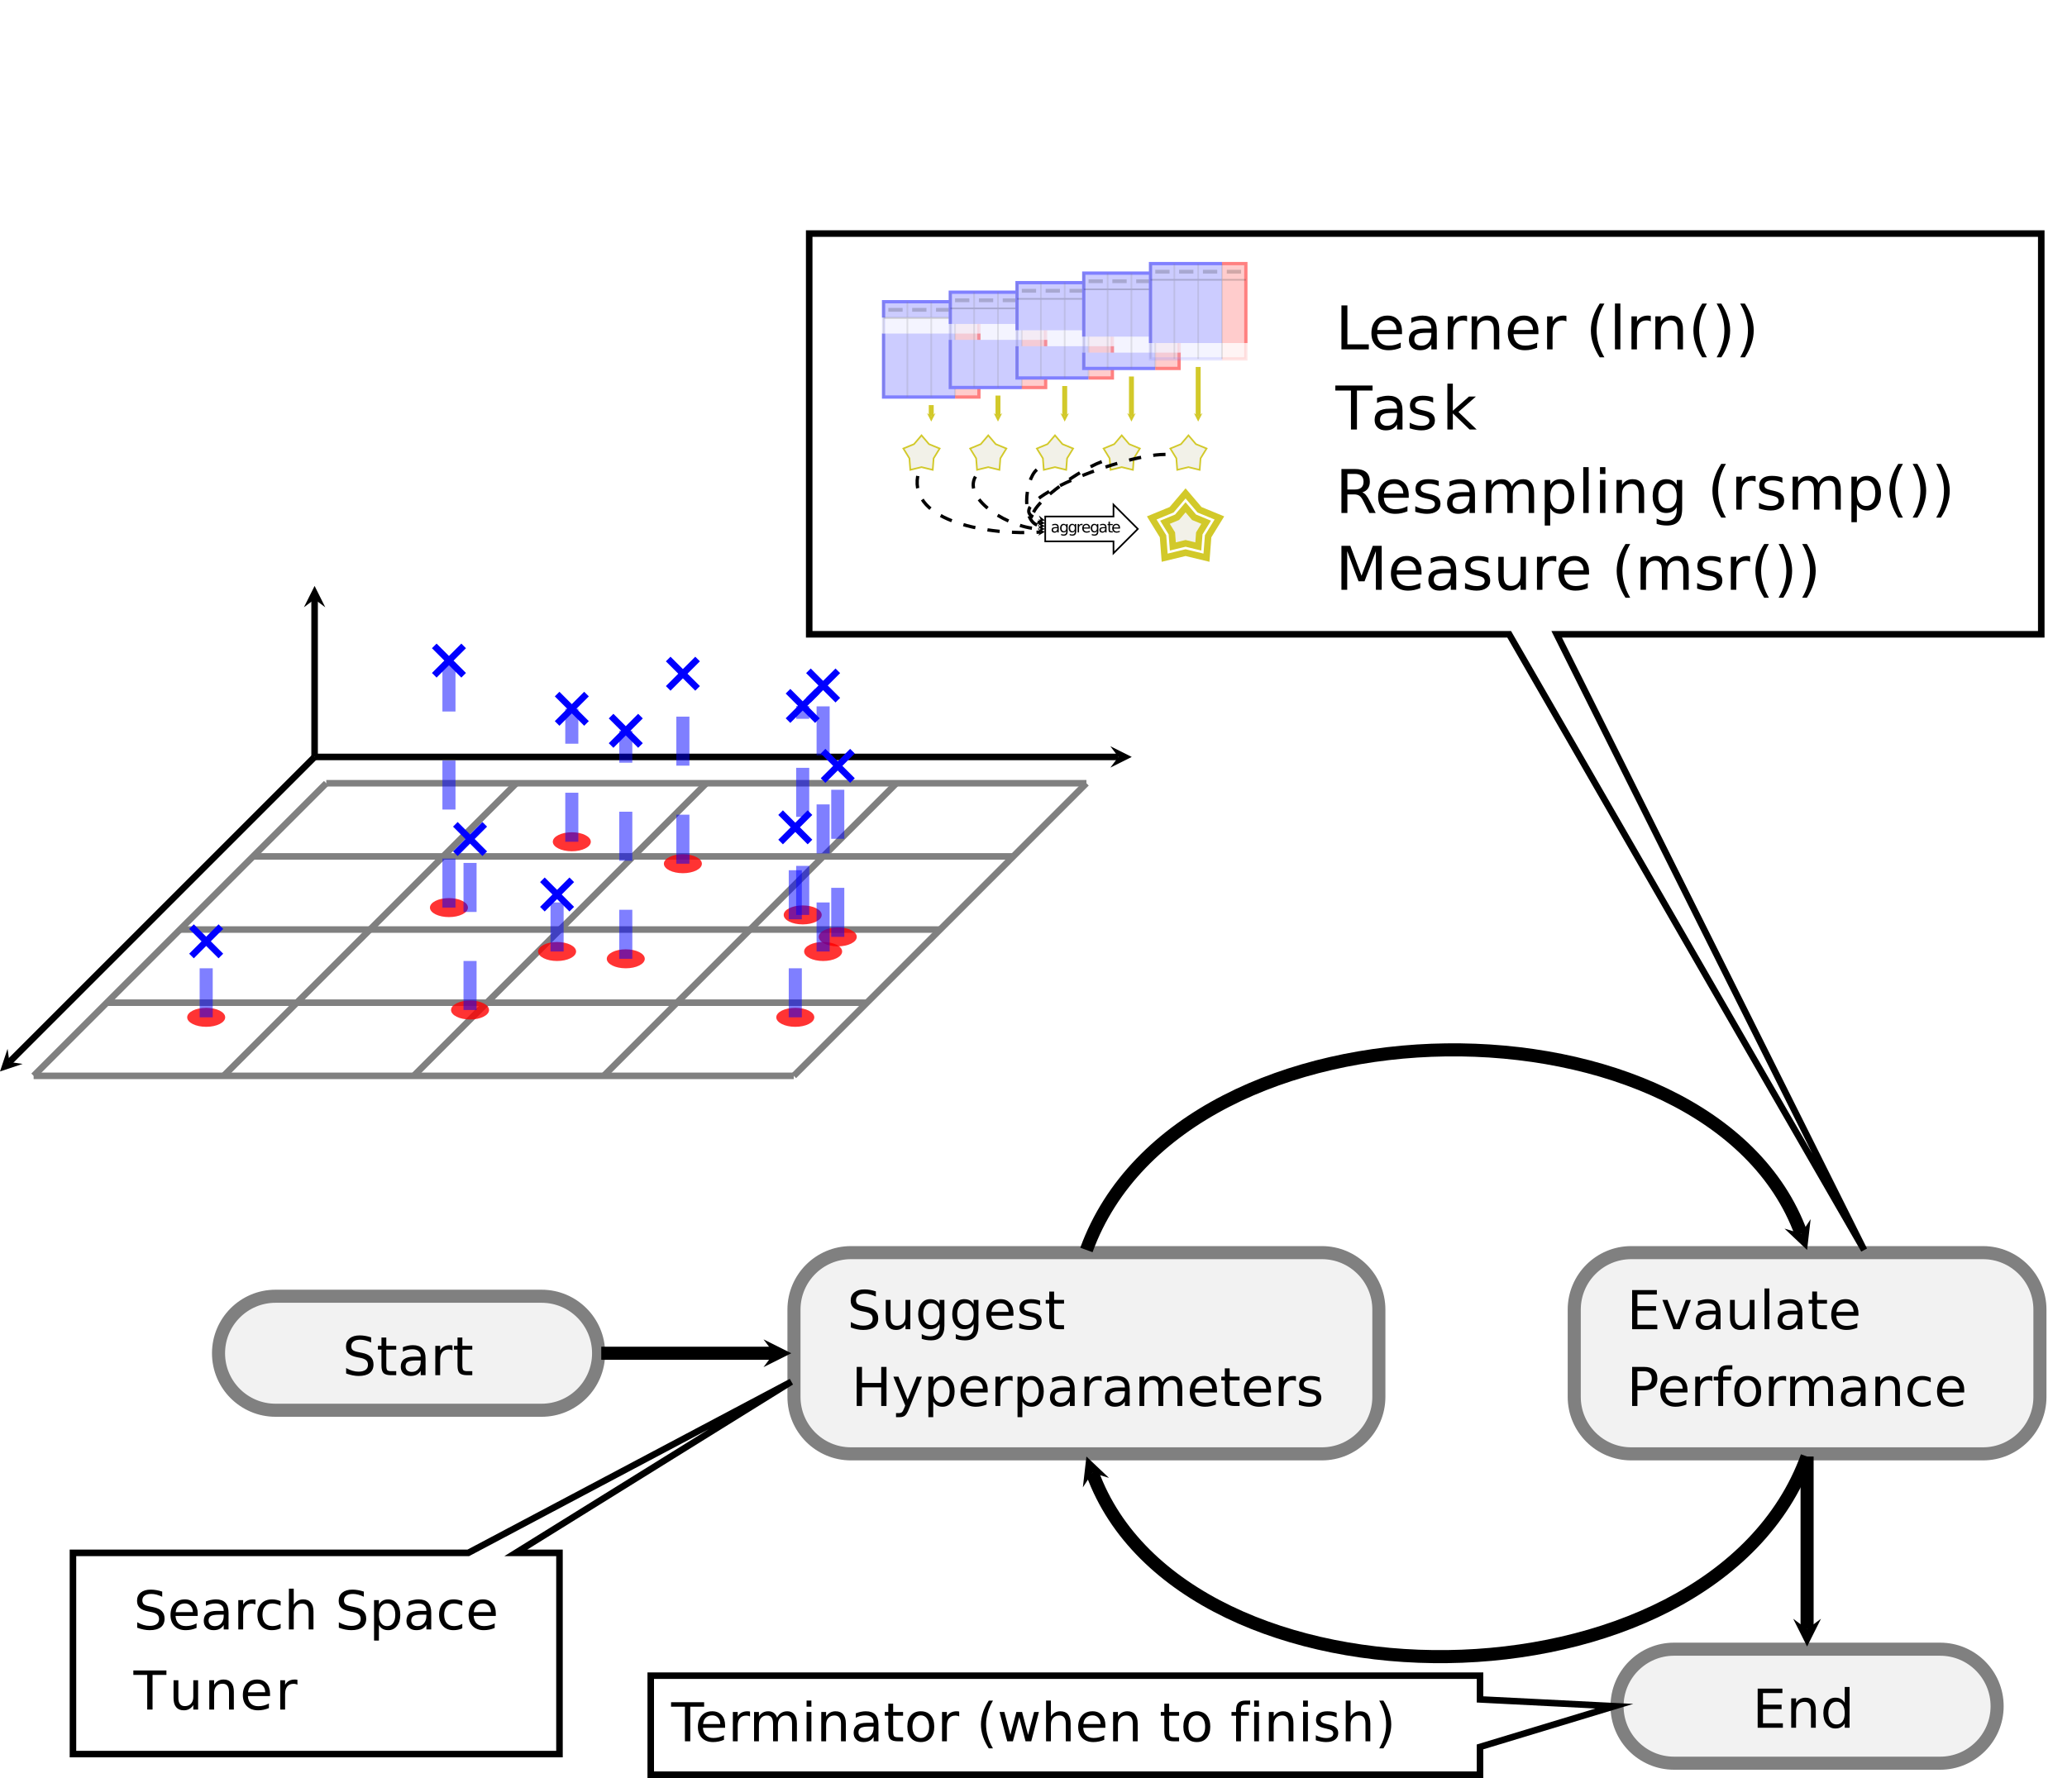 Learner (lrn())
Task
Resampling (rsmp())
Measure (msr())
aggregate
Start
Suggest
Hyperparameters
Evaulate
Performance
Search Space
Tuner
Terminator (when to finish)
End